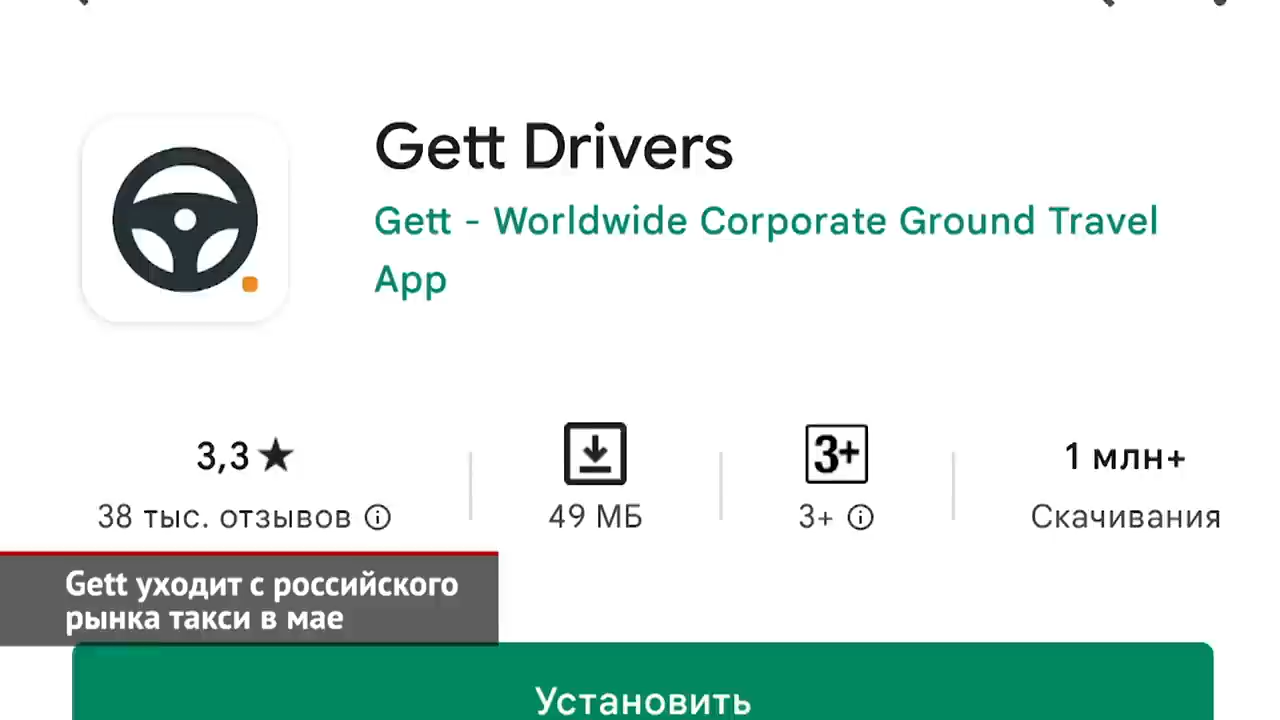 Gett Drivers
Gett - Worldwide Corporate Ground Travel
App
3,3★
3+
1 млн+
38 тыс. отзывов
49 МБ
3+
Скачивания
Gett уходит с российского
рынка такси в мае
Установить